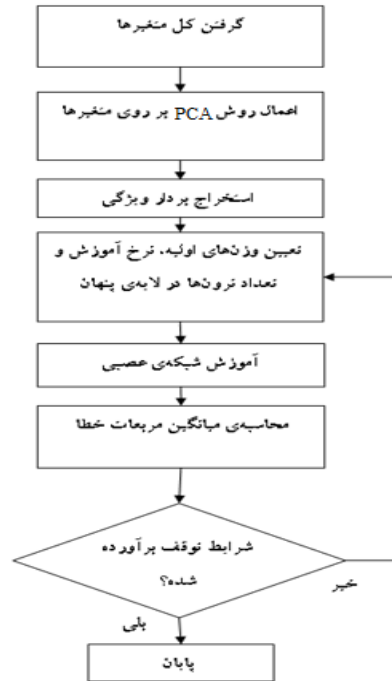 گرفتن کل متغیرها
اعمال روش PCA بر روی متغیرها
استخراج بردار ویژگی
تعیین وزن‌های اولیه، نرخ آموزش و
تعداد نرون‌ها در لایه‌ی پنهان
آموزش شبکه‌ی عصبی
محاسبه‌ی میانگین مربعات خطا
شرایط توقف برآورده
شده؟
خیر
بلی
پایان